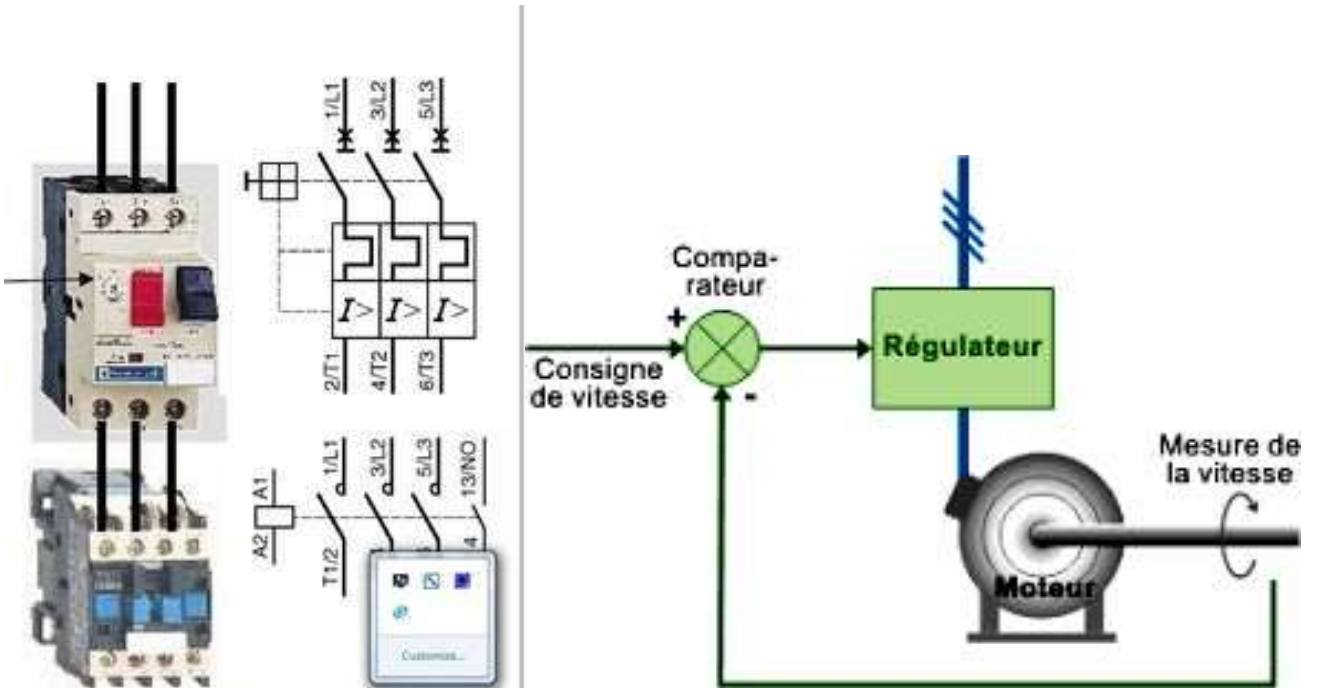 1/L1
3/L2
5/L3
I>
I>
I>
2/T1
4/T2
6/T3
1/L1
3/L2
5/L3
13/NO
A1
A2
T1/2
4
Customize...
Compa-
rateur
+
Régulateur
Consigne
de vitesse
-
Mesure de
la vitesse
Moteur